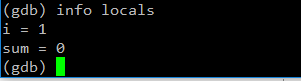 (gdb) info locals
i = 1
sum = 0
(gdb)